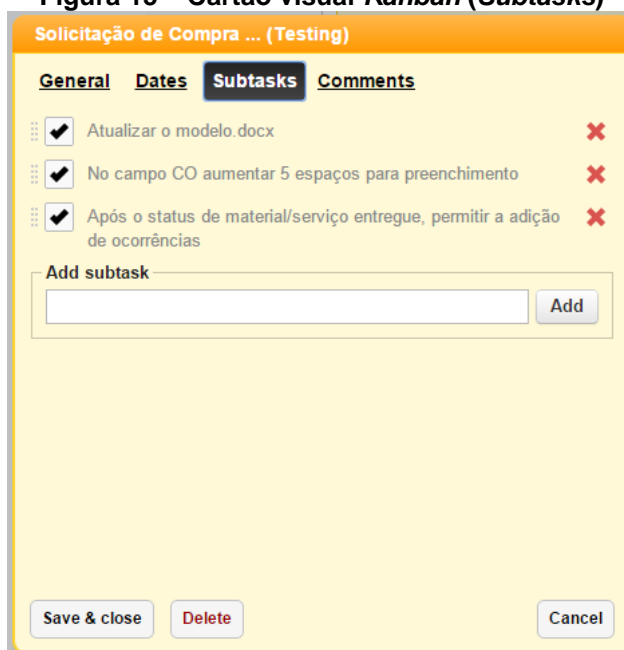 Figura 15 – Cartão visual Kanban (Subtasks)
Solicitação de Compra ... (Testing)
General Dates Subtasks Comments
Atualizar o modelo.docx
No campo CO aumentar 5 espaços para preenchimento
Após o status de material/serviço entregue, permitir a adição
de ocorrências
Add subtask
Add
Save & close Delete Cancel